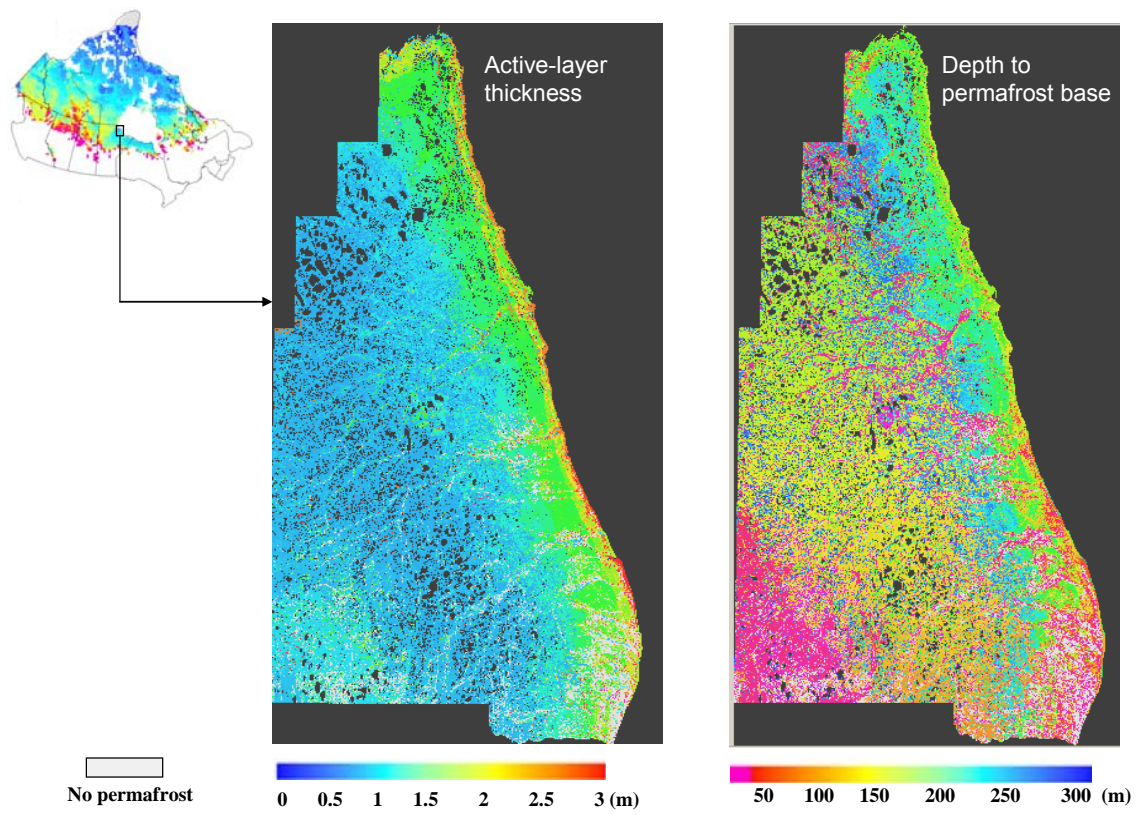 Active-layer
thickness
Depth to
permafrost base
No permafrost
0 0.5 1 1.5 2 2.5 3 (m)
50 100 150 200 250 300 (m)